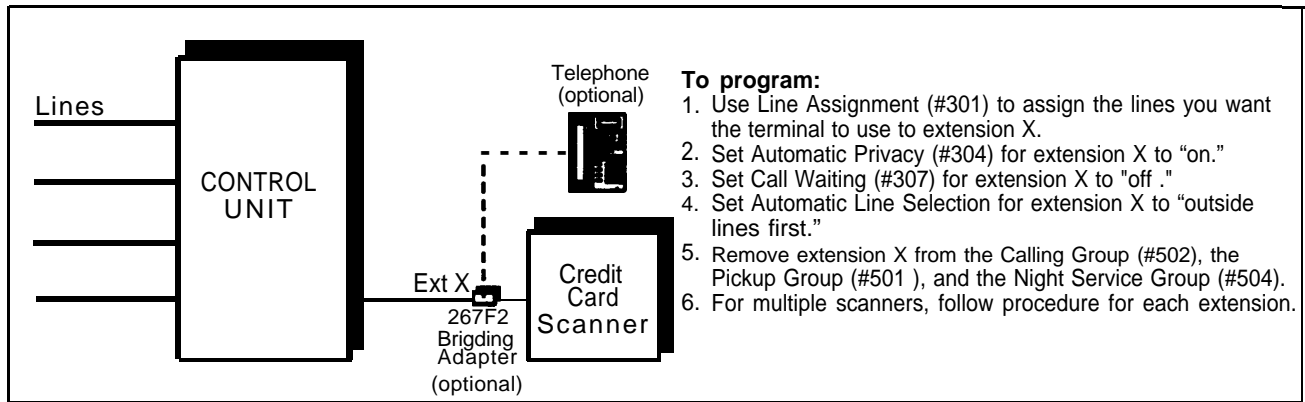 Lines
CONTROL
UNIT
Ext X
267F2
Brigding
Adapter
(optional)
Telephone
(optional)
Credit
Card
Scanner
To program:
1. Use Line Assignment (#301) to assign the lines you want
the terminal to use to extension X.
2. Set Automatic Privacy (#304) for extension X to “on.”
3. Set Call Waiting (#307) for extension X to "off ."
4. Set Automatic Line Selection for extension X to “outside
lines first.”
5. Remove extension X from the Calling Group (#502), the
Pickup Group (#501 ), and the Night Service Group (#504).
6. For multiple scanners, follow procedure for each extension.